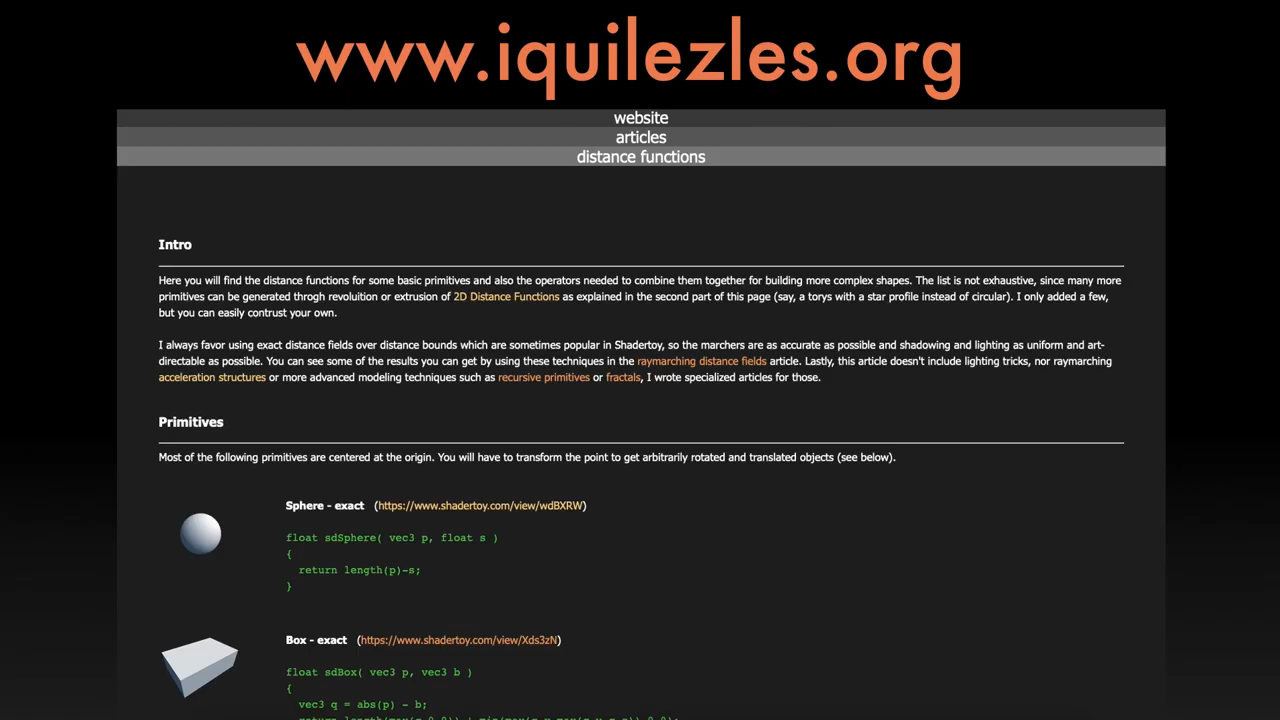 www.iquilezles.org
website
articles
distance functions
Intro
Here you will find the distance functions for some basic primitives and also the operators needed to combine them together for building more complex shapes. The list is not exhaustive, since many more
primitives can be generated throgh revoluition or extrusion of 2D Distance Functions as explained in the second part of this page (say, a torys with a star profile instead of circular). I only added a few,
but you can easily contrust your own.
I always favor using exact distance fields over distance bounds which are sometimes popular in Shadertoy, so the marchers are as accurate as possible and shadowing and lighting as uniform and art-
directable as possible. You can see some of the results you can get by using these techniques in the raymarching distance fields article. Lastly, this article doesn't include lighting tricks, nor raymarching
acceleration structures or more advanced modeling techniques such as recursive primitives or fractals, I wrote specialized articles for those.
Primitives
Most of the following primitives are centered at the origin. You will have to transform the point to get arbitrarily rotated and translated objects (see below).
Sphere - exact (https://www.shadertoy.com/view/wdBXRW)
float sdSphere( vec3 p, float s )
{
return length(p)-s;
}
Box - exact (https://www.shadertoy.com/view/Xds3zN)
float sdBox( vec3 p, vec3 b )
{
vec3 q = abs(p) - b;